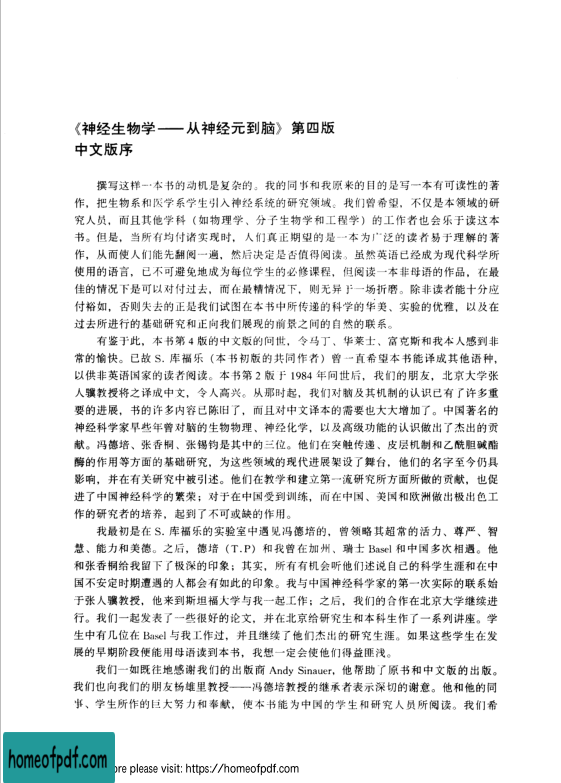 《神经生物学——从神经元到脑》第四版
中文版序
撰写这样一本书的动机是复杂的。我的同事和我原来的目的是写一本有可读性的著
作，把生物系和医学系学生引入神经系统的研究领域。我们曾希望，不仅是本领域的研
究人员，而且其他学科（如物理学、分子生物学和工程学）的工作者也会乐于读这本
书。但是，当所有均付诸实现时，人们真正期望的是一本为广泛的读者易于理解的著
作，从而使人们能先翻阅一遍，然后决定是否值得阅读。虽然英语已经成为现代科学所
使用的语言，已不可避免地成为每位学生的必修课程，但阅读一本非母语的作品，在最
佳的情况下是可以对付过去，而在最糟情况下，则无异于一场折磨。除非读者能十分应
付裕如，否则失去的正是我们试图在本书中所传递的科学的华美、实验的优雅，以及在
过去所进行的基础研究和正向我们展现的前景之间的自然的联系。
有鉴于此，本书第 4 版的中文版的问世，令马丁、华莱士、富克斯和我本人感到非
常的愉快。已故 S. 库福乐（本书初版的共同作者）曾一直希望本书能译成其他语种，
以供非英语国家的读者阅读。本书第 2 版于 1984 年问世后，我们的朋友，北京大学张
人骥教授将之译成中文，令人高兴。从那时起，我们对脑及其机制的认识已有了许多重
要的进展，书的许多内容已陈旧了，而且对中文译本的需要也大大增加了。中国著名的
神经科学家早些年曾对脑的生物物理、神经化学，以及高级功能的认识做出了杰出的贡
献。冯德培、张香桐、张锡钧是其中的三位。他们在突触传递、皮层机制和乙酰胆碱酯
酶的作用等方面的基础研究，为这些领域的现代进展架设了舞台，他们的名字至今仍具
影响，并在有关研究中被引述。他们在教学和建立第一流研究所方面所做的贡献，也促
进了中国神经科学的繁荣；对于在中国受到训练，而在中国、美国和欧洲做出极出色工
作的研究者的培养，起到了不可或缺的作用。
我最初是在 S. 库福乐的实验室中遇见冯德培的，曾领略其超常的活力、尊严、智
慧、能力和美德。之后，德培（T.P）和我曾在加州、瑞士 Basel 和中国多次相遇。他
和张香桐给我留下了极深的印象；其实，所有有机会听他们述说自己的科学生涯和在中
国不安定时期遭遇的人都会有如此的印象。我与中国神经科学家的第一次实际的联系始
于张人骥教授，他来到斯坦福大学与我一起工作；之后，我们的合作在北京大学继续进
行。我们一起发表了一些很好的论文，并在北京给研究生和本科生作了一系列讲座。学
生中有几位在 Basel 与我工作过，并且继续了他们杰出的研究生涯。如果这些学生在发
展的早期阶段便能用母语读到本书，我想一定会使他们得益匪浅。
我们一如既往地感谢我们的出版商 Andy Sinauer，他帮助了原书和中文版的出版。
我们也向我们的朋友杨雄里教授——冯德培教授的继承者表示深切的谢意。他和他的同
事、学生所作的巨大努力和奉献，使本书能为中国的学生和研究人员所阅读。我们希
homeofpdf.com
ore please visit: https://homeofpdf.com